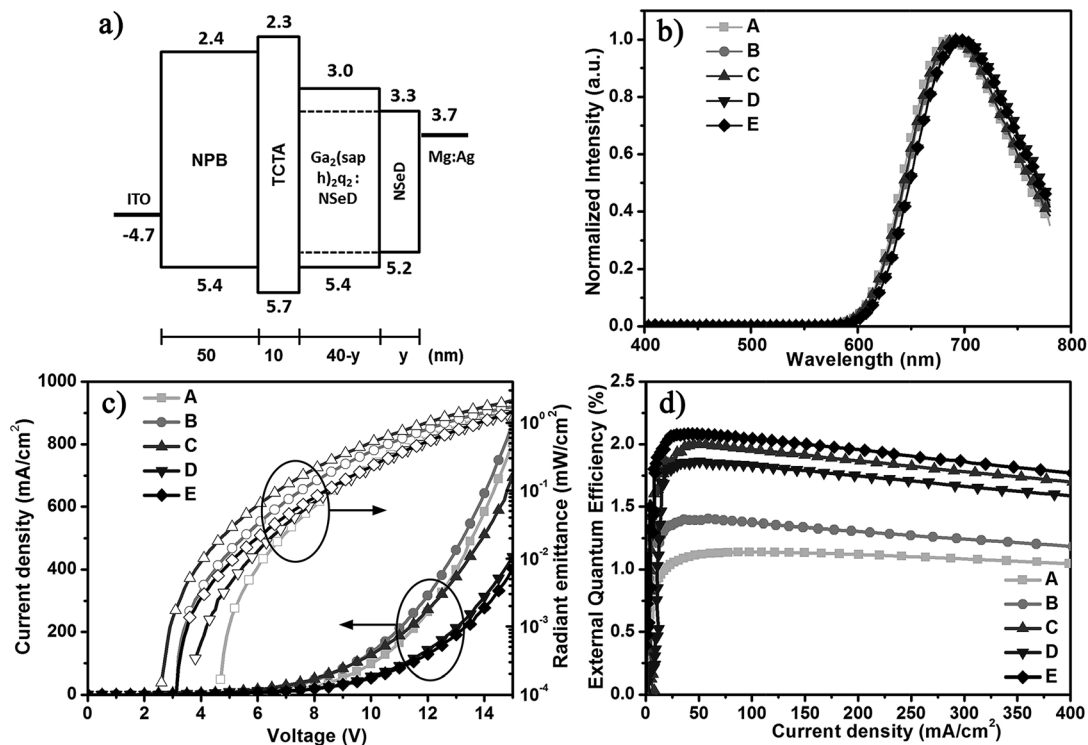 a)
2.4
2.3
3.0
3.3
3.7
NPB
TCTA
Ga₂(sap
h)₂q₂ :
NSeD
NSeD
Mg:Ag
ITO
-4.7
5.4
5.7
5.4
5.2
50
10
40-y
y
(nm)
b)
A
B
C
D
E
Normalized Intensity (a.u.)
1.0
0.8
0.6
0.4
0.2
0.0
400
500
600
700
800
Wavelength (nm)
c)
A
B
C
D
E
Current density (mA/cm²)
1000
900
800
600
400
200
0
0
2
4
6
8
10
12
14
Voltage (V)
10⁰
10⁻¹
10⁻²
10⁻³
10⁻⁴
Radiant emittance (mW/cm²)
d)
External Quantum Efficiency (%)
2.5
2.0
1.5
1.0
0.5
0.0
A
B
C
D
E
0
50
100
150
200
250
300
350
400
Current density (mA/cm²)